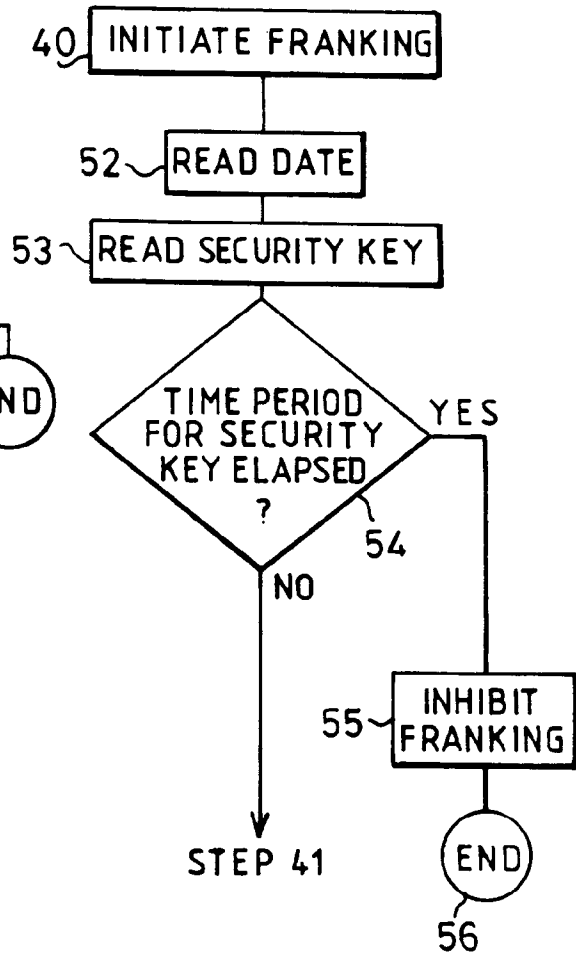 40 INITIATE FRANKING
52 READ DATE
53 READ SECURITY KEY
ND
TIME PERIOD
FOR SECURITY
KEY ELAPSED
?
YES
54
NO
55
INHIBIT
FRANKING
STEP 41
END
56